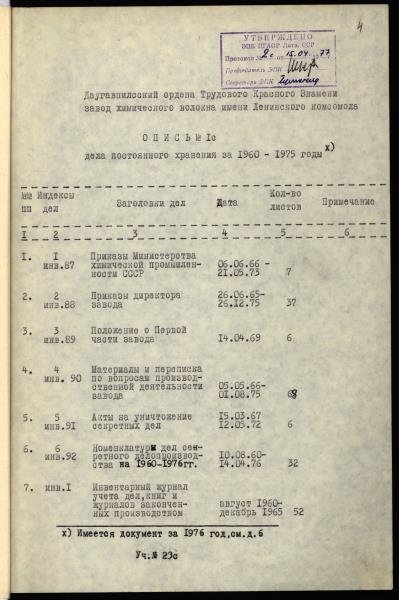 4
УТВЕРЖДЕНО
ЭПК ЦГАОР Латв. ССР
Протокол № 2с от 15.04. 77
Председатель ЭПК
Секретарь ЭПК
Даугавпилсский ордена Трудового Красного Знамени
завод химического волокна имени Ленинского комсомола
ОПИСЬ № 1с
дела постоянного хранения за 1960 - 1975 годы х)
№№ пп Индексы дел Заголовки дел Дата Кол-во листов Примечание
1 2 3 4 5 6
1. 1 Приказы Министерства
инв.87 химической промышлен- 06.06.66 -
ности СССР 21.05.73 7
2. 2 Приказы директора 26.06.65-
инв.88 завода 26.12.75 37
3. 3 Положение о Первой
инв.89 части завода 14.04.69 6
4. 4 Материалы и переписка
инв. 90 по вопросам производ-
ственной деятельности 05.05.66-
завода 01.08.75 68
5. 5 Акты на уничтожение 15.03.67
инв.91 секретных дел 12.05.72 6
6. 6 Номенклатуры дел сек-
инв.92 ретного делопроизвод- 10.08.60-
ства на 1960-1976гг. 14.04.76 32
7. инв.1 Инвентарный журнал
учета дел, книг и
журналов закончен- август 1960-
ных производством декабрь 1965 52
х) Имеется документ за 1976 год, см.д.6
Уч.№ 23с